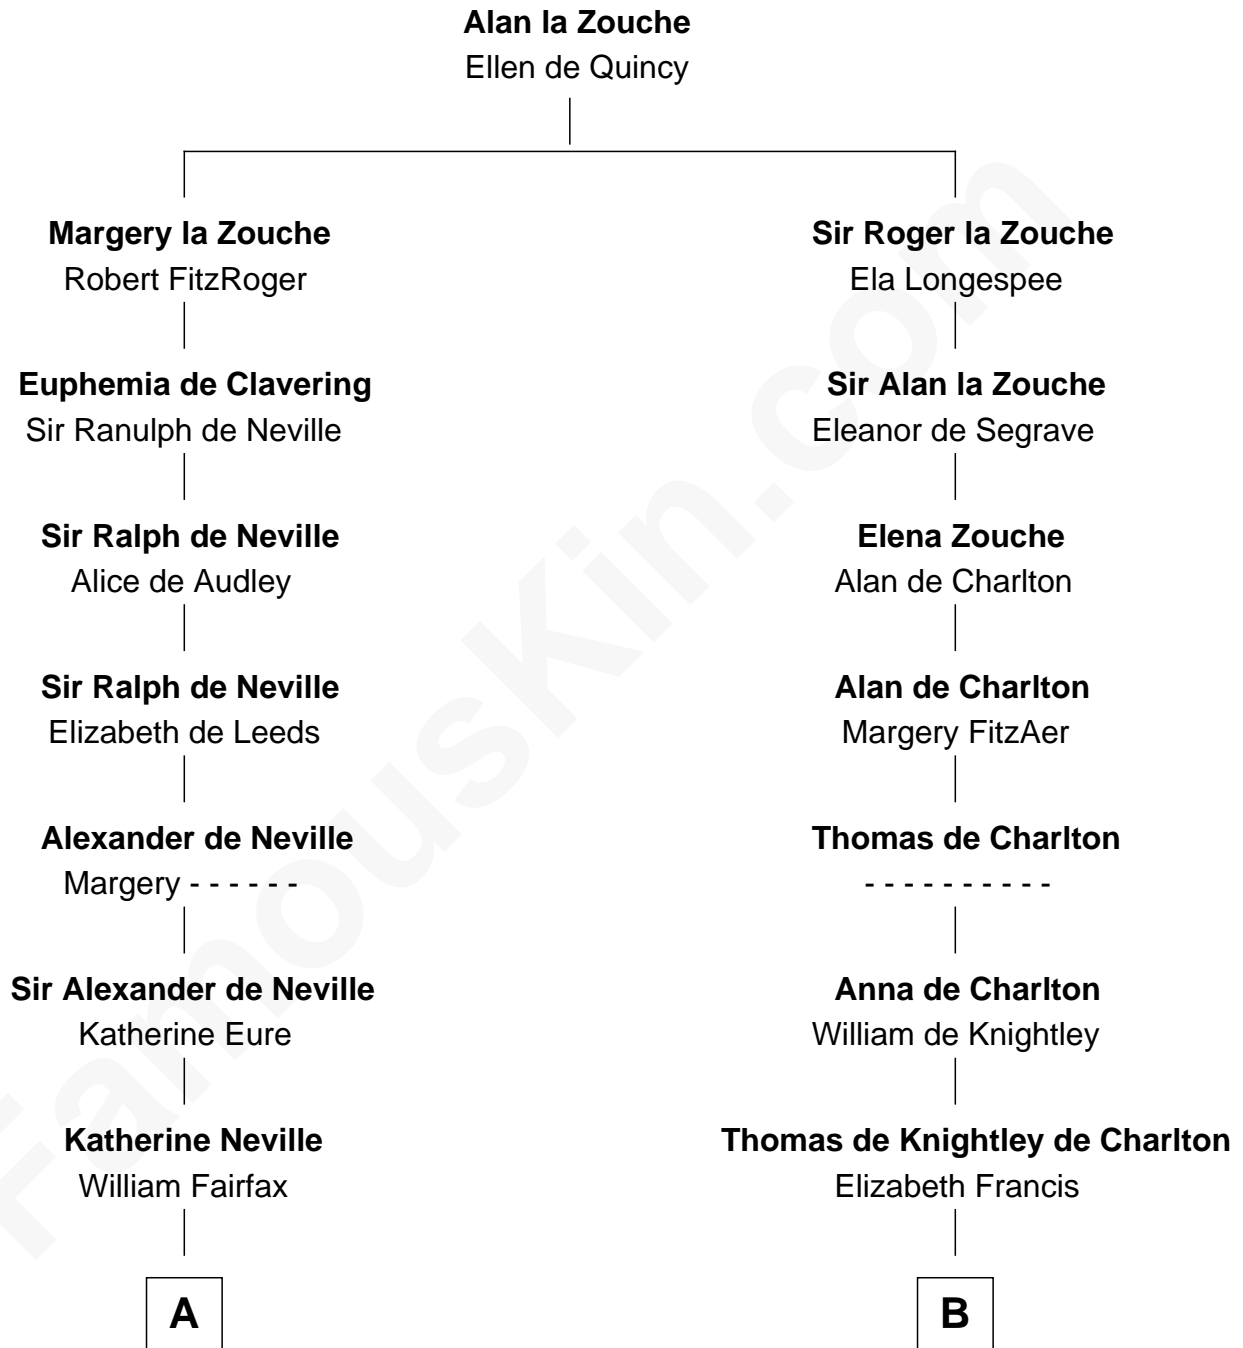 Alan la Zouche
Ellen de Quincy
Margery la Zouche
Robert FitzRoger
Sir Roger la Zouche
Ela Longespee
Euphemia de Clavering
Sir Ranulph de Neville
Sir Alan la Zouche
Eleanor de Segrave
Sir Ralph de Neville
Alice de Audley
Elena Zouche
Alan de Charlton
Sir Ralph de Neville
Elizabeth de Leeds
Alan de Charlton
Margery FitzAer
Alexander de Neville
Margery - - - - - -
Thomas de Charlton
- - - - - - - - - -
Sir Alexander de Neville
Katherine Eure
Anna de Charlton
William de Knightley
Katherine Neville
William Fairfax
Thomas de Knightley de Charlton
Elizabeth Francis
A
B
FamousKin.com